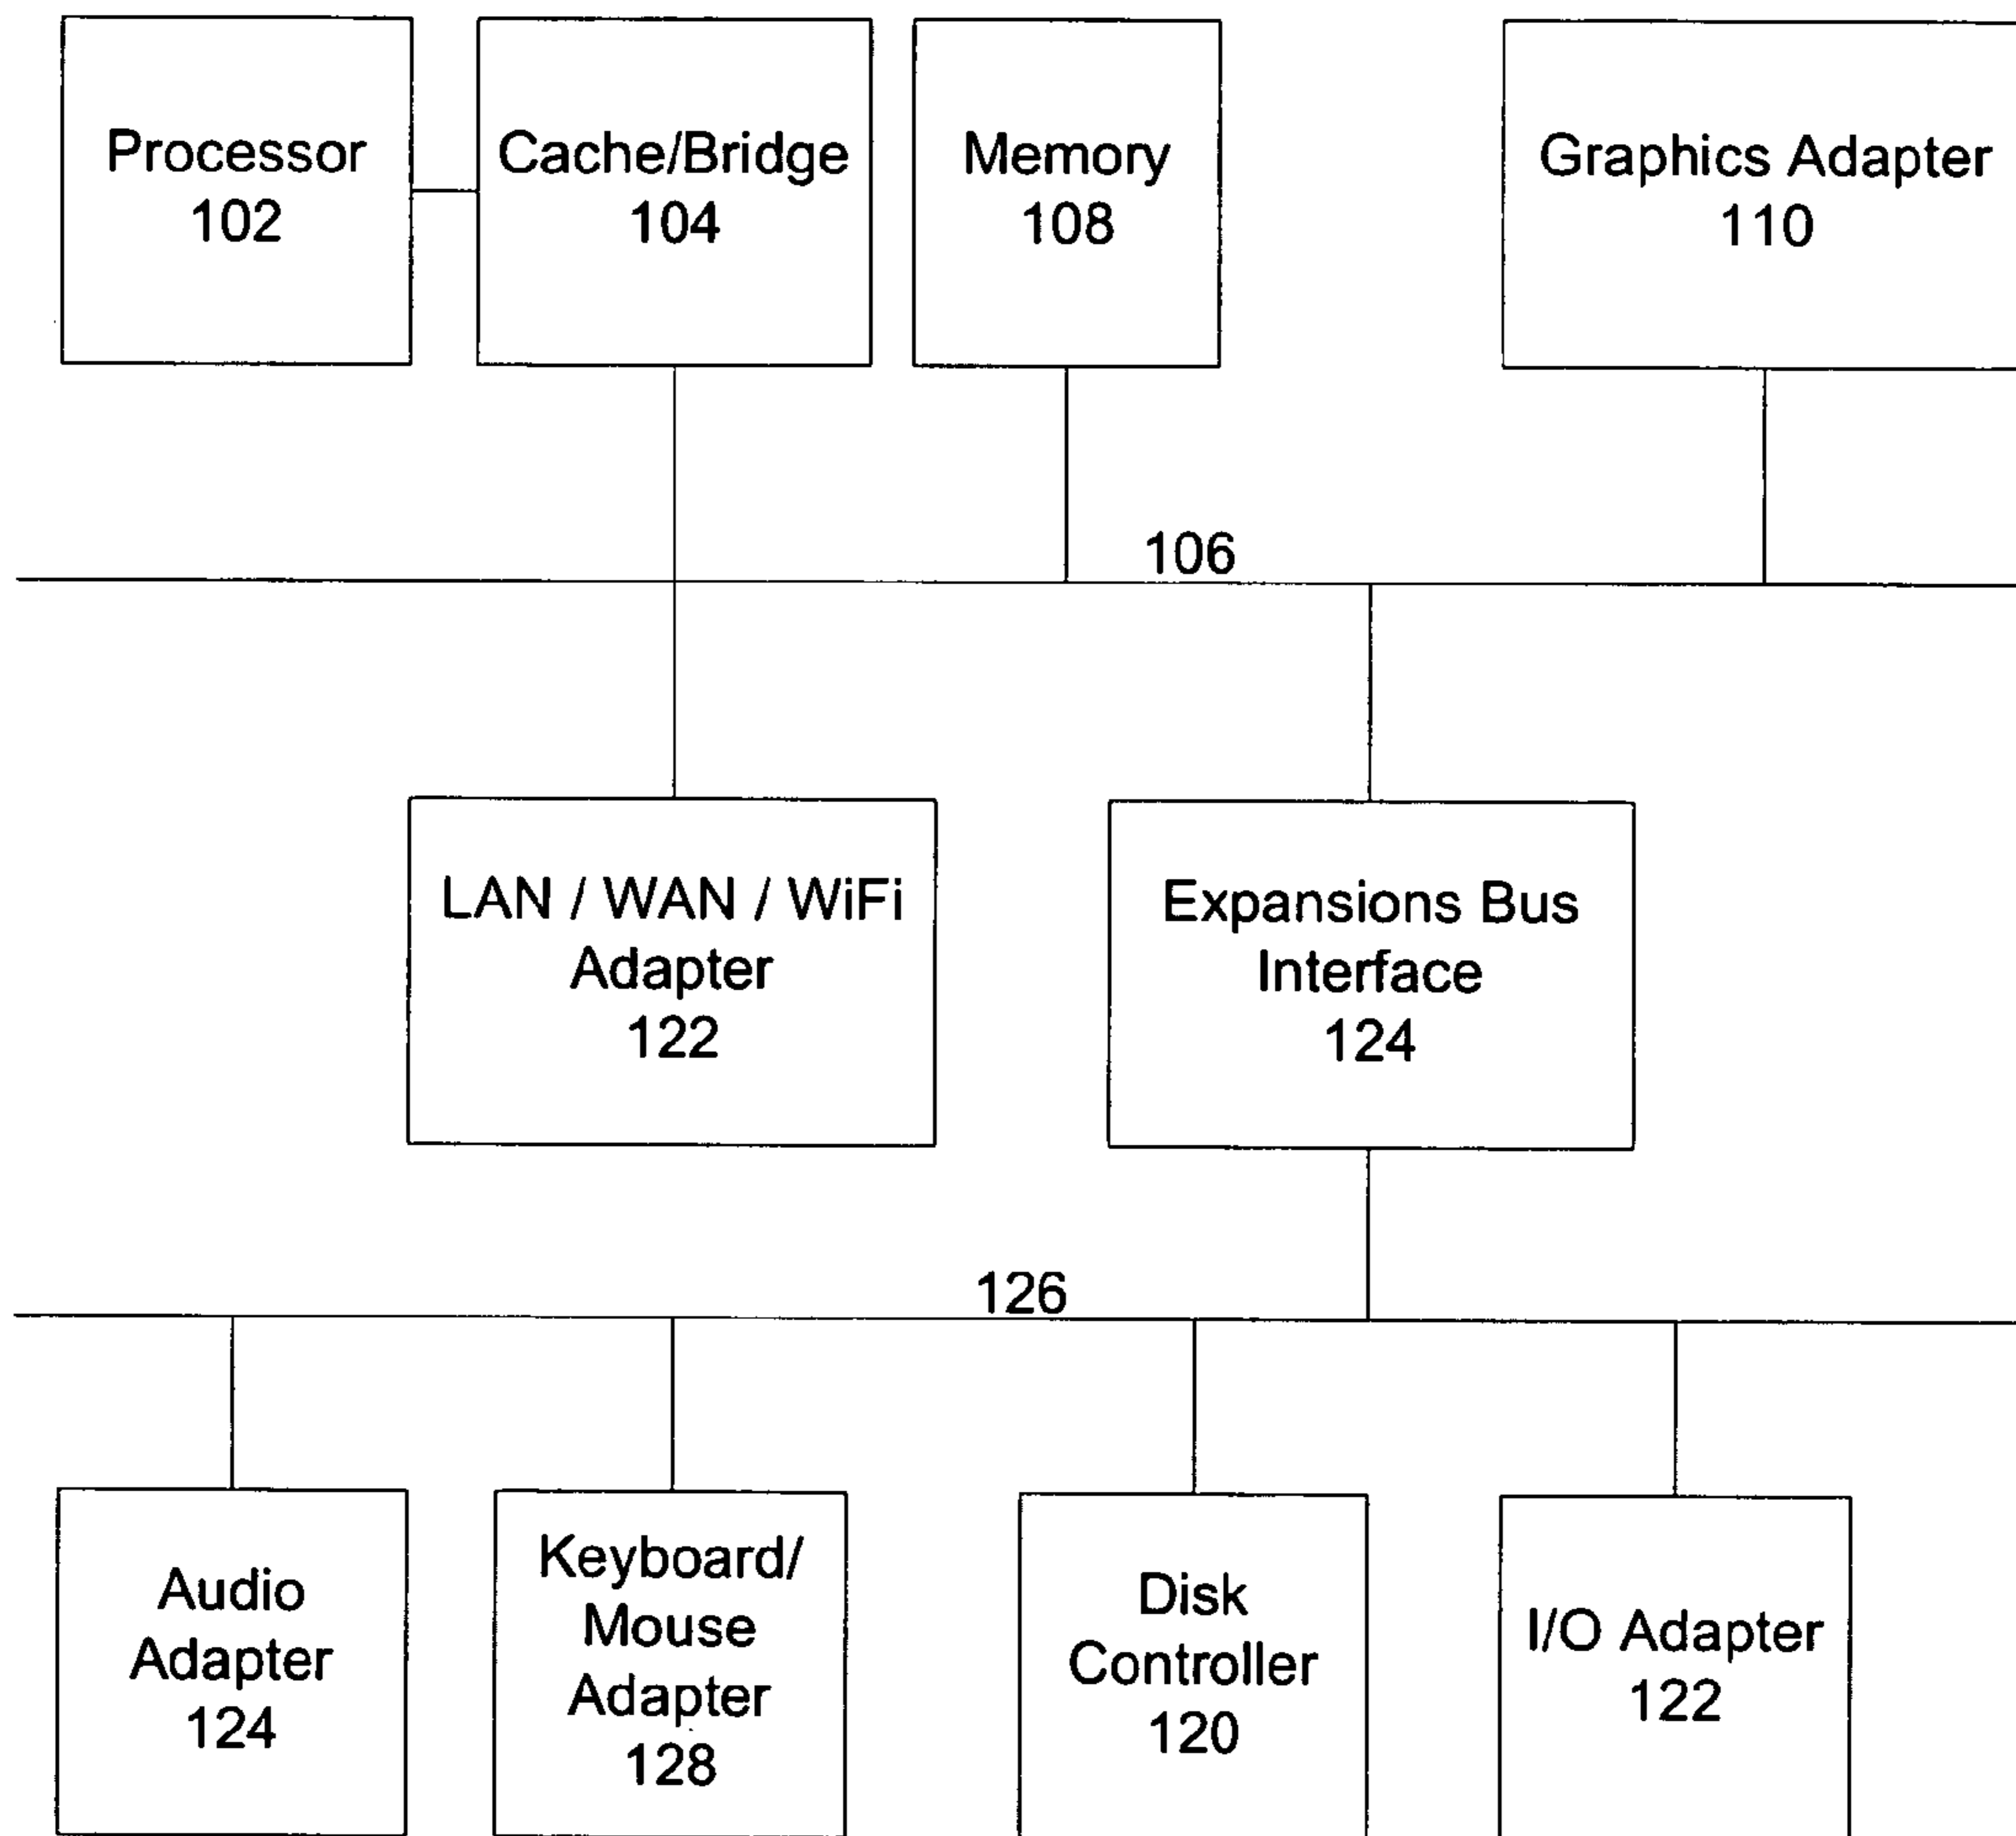 Processor
102
Cache/Bridge
104
Memory
108
Graphics Adapter
110
106
LAN / WAN / WiFi
Adapter
122
Expansions Bus
Interface
124
126
Audio
Adapter
124
Keyboard/
Mouse
Adapter
128
Disk
Controller
120
I/O Adapter
122